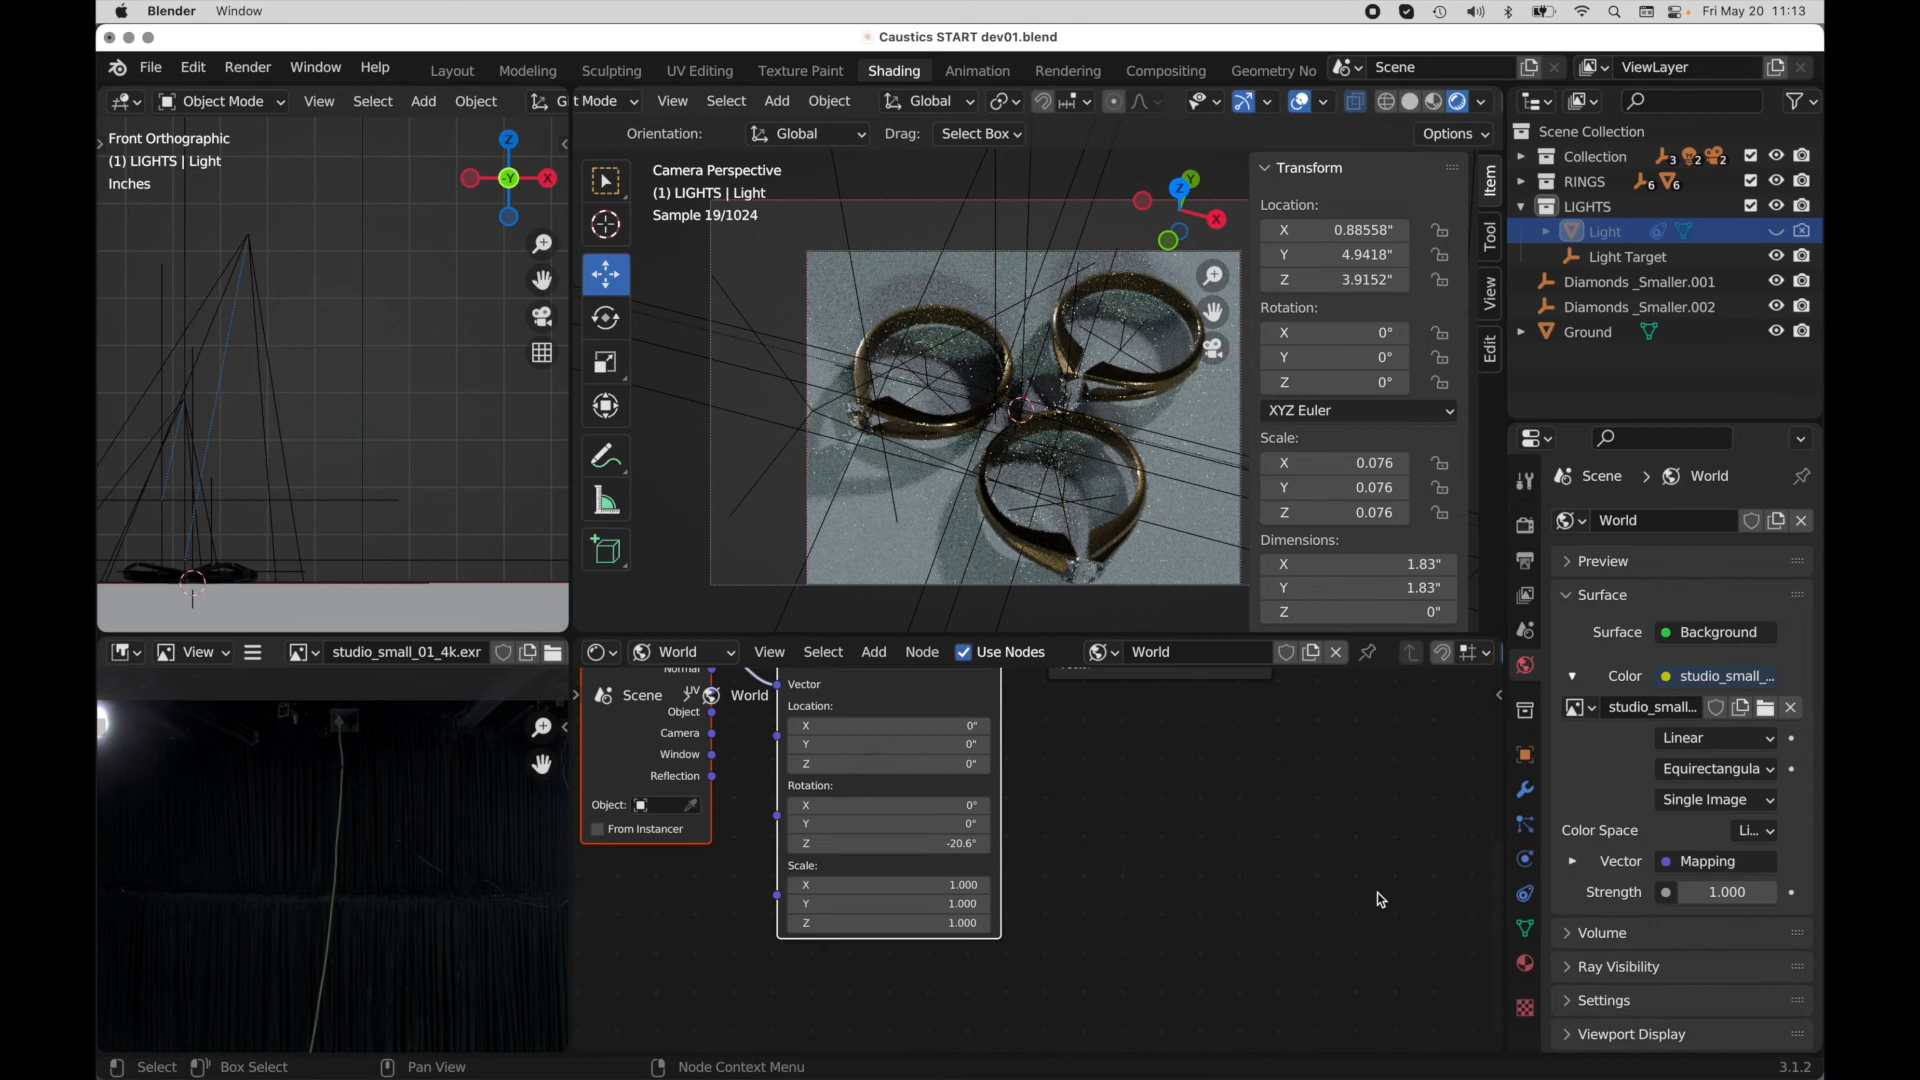 Blender Window Fri May 20 11:13
Caustics START dev01.blend
File Edit Render Window Help Layout Modeling Sculpting UV Editing Texture Paint Shading Animation Rendering Compositing Geometry No Scene ViewLayer
Object Mode View Select Add Object Gt Mode View Select Add Object Global
Orientation: Global Drag: Select Box Options
Front Orthographic
(1) LIGHTS | Light
Inches
Z
-Y
X
Camera Perspective
(1) LIGHTS | Light
Sample 19/1024
Z
Y
X
Transform
Location:
X 0.88558"
Y 4.9418"
Z 3.9152"
Rotation:
X 0°
Y 0°
Z 0°
XYZ Euler
Scale:
X 0.076
Y 0.076
Z 0.076
Dimensions:
X 1.83"
Y 1.83"
Z 0"
Item
Tool
View
Edit
Scene Collection
Collection 3 2 2
RINGS 6 6
LIGHTS
Light
Light Target
Diamonds _Smaller.001
Diamonds _Smaller.002
Ground
Scene > World
World
Preview
Surface
Surface Background
Color studio_small_...
studio_small...
Linear
Equirectangula
Single Image
Color Space Li...
Vector Mapping
Strength 1.000
Volume
Ray Visibility
Settings
Viewport Display
View studio_small_01_4k.exr
World View Select Add Node Use Nodes World
Normal
UV
Scene World
Object
Camera
Window
Reflection
Object:
From Instancer
Vector
Location:
X 0"
Y 0"
Z 0"
Rotation:
X 0°
Y 0°
Z -20.6°
Scale:
X 1.000
Y 1.000
Z 1.000
Select Box Select Pan View Node Context Menu 3.1.2